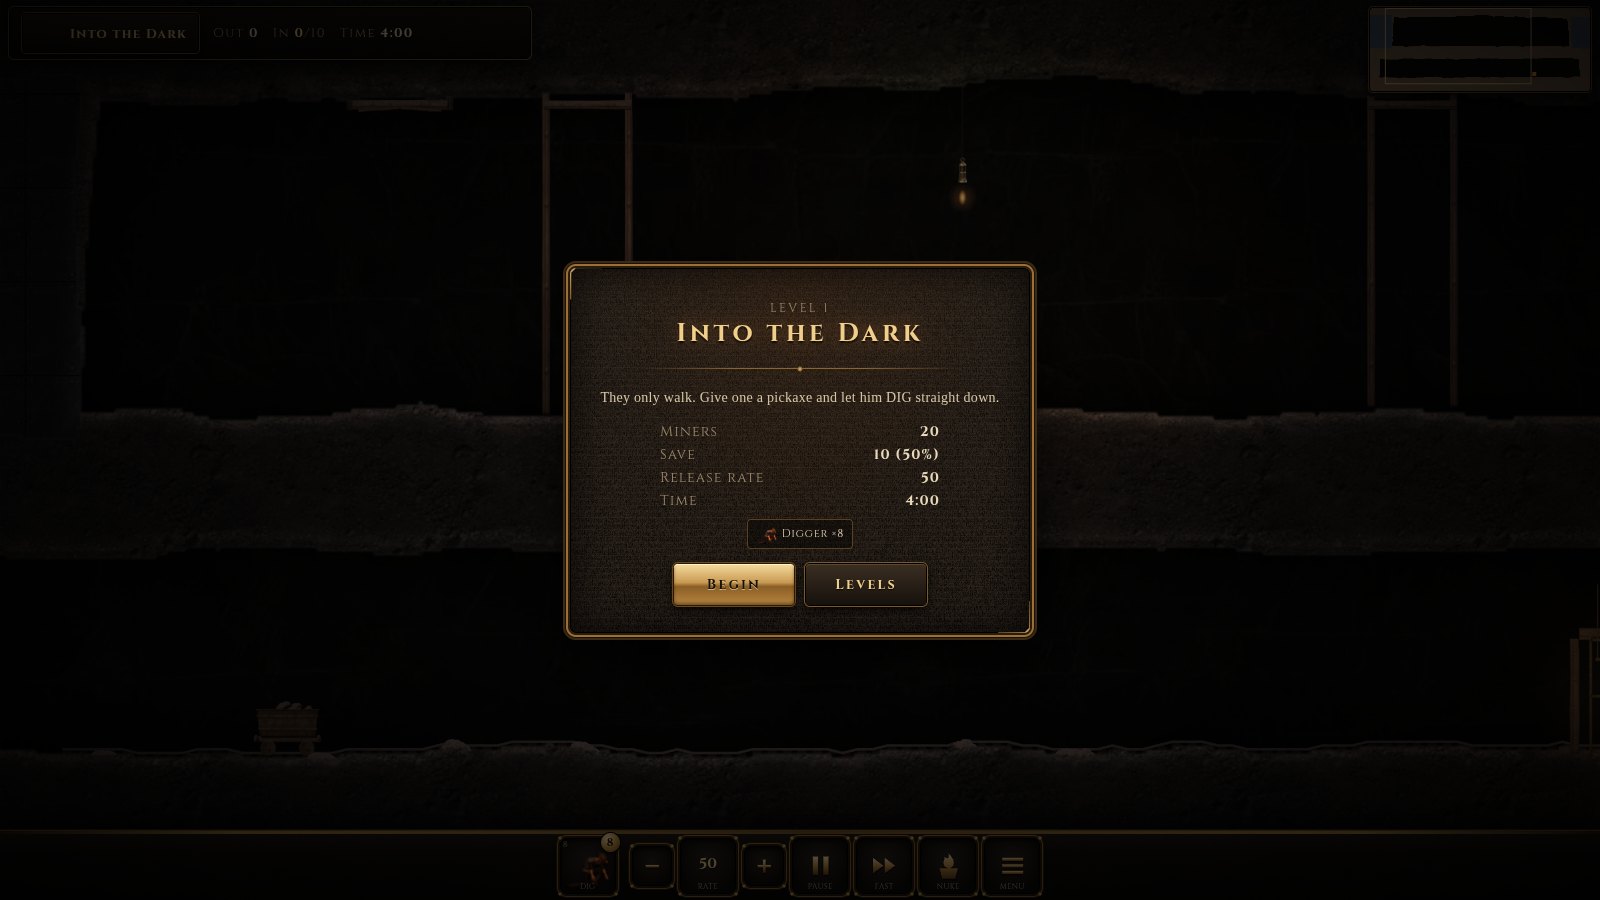 Into the Dark Out 0 In 0/10 Time 4:00
Level 1
Into the Dark
They only walk. Give one a pickaxe and let him DIG straight down.
Miners 20
Save 10 (50%)
Release rate 50
Time 4:00
Digger ×8
Begin Levels
8 8
− 50 +
Dig Rate Pause Fast Nuke Menu